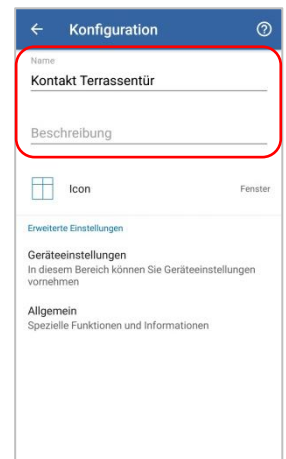 Konfiguration
Name
Kontakt Terrassentür
Beschreibung
Icon Fenster
Erweiterte Einstellungen
Geräteeinstellungen
In diesem Bereich können Sie Geräteeinstellungen
vornehmen
Allgemein
Spezielle Funktionen und Informationen